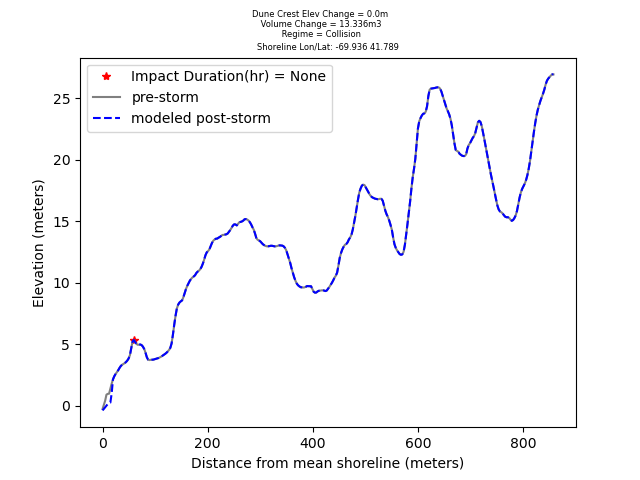 Dune Crest Elev Change = 0.0m
Volume Change = 13.336m3
Regime = Collision
Shoreline Lon/Lat: -69.936 41.789
Impact Duration(hr) = None
pre-storm
modeled post-storm
25
20
15
10
5
0
Elevation (meters)
0 200 400 600 800
Distance from mean shoreline (meters)